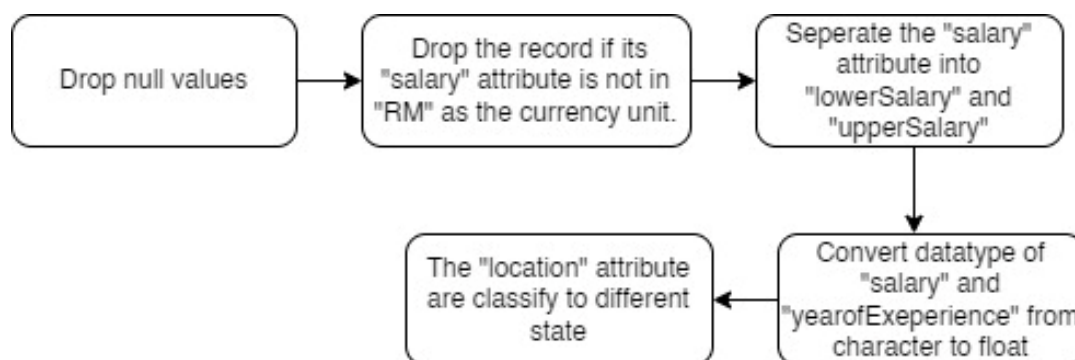 Drop null values
Drop the record if its
"salary" attribute is not in
"RM" as the currency unit.
Seperate the "salary"
attribute into
"lowerSalary" and
"upperSalary"
Convert datatype of
"salary" and
"yearofExeperience" from
character to float
The "location" attribute
are classify to different
state